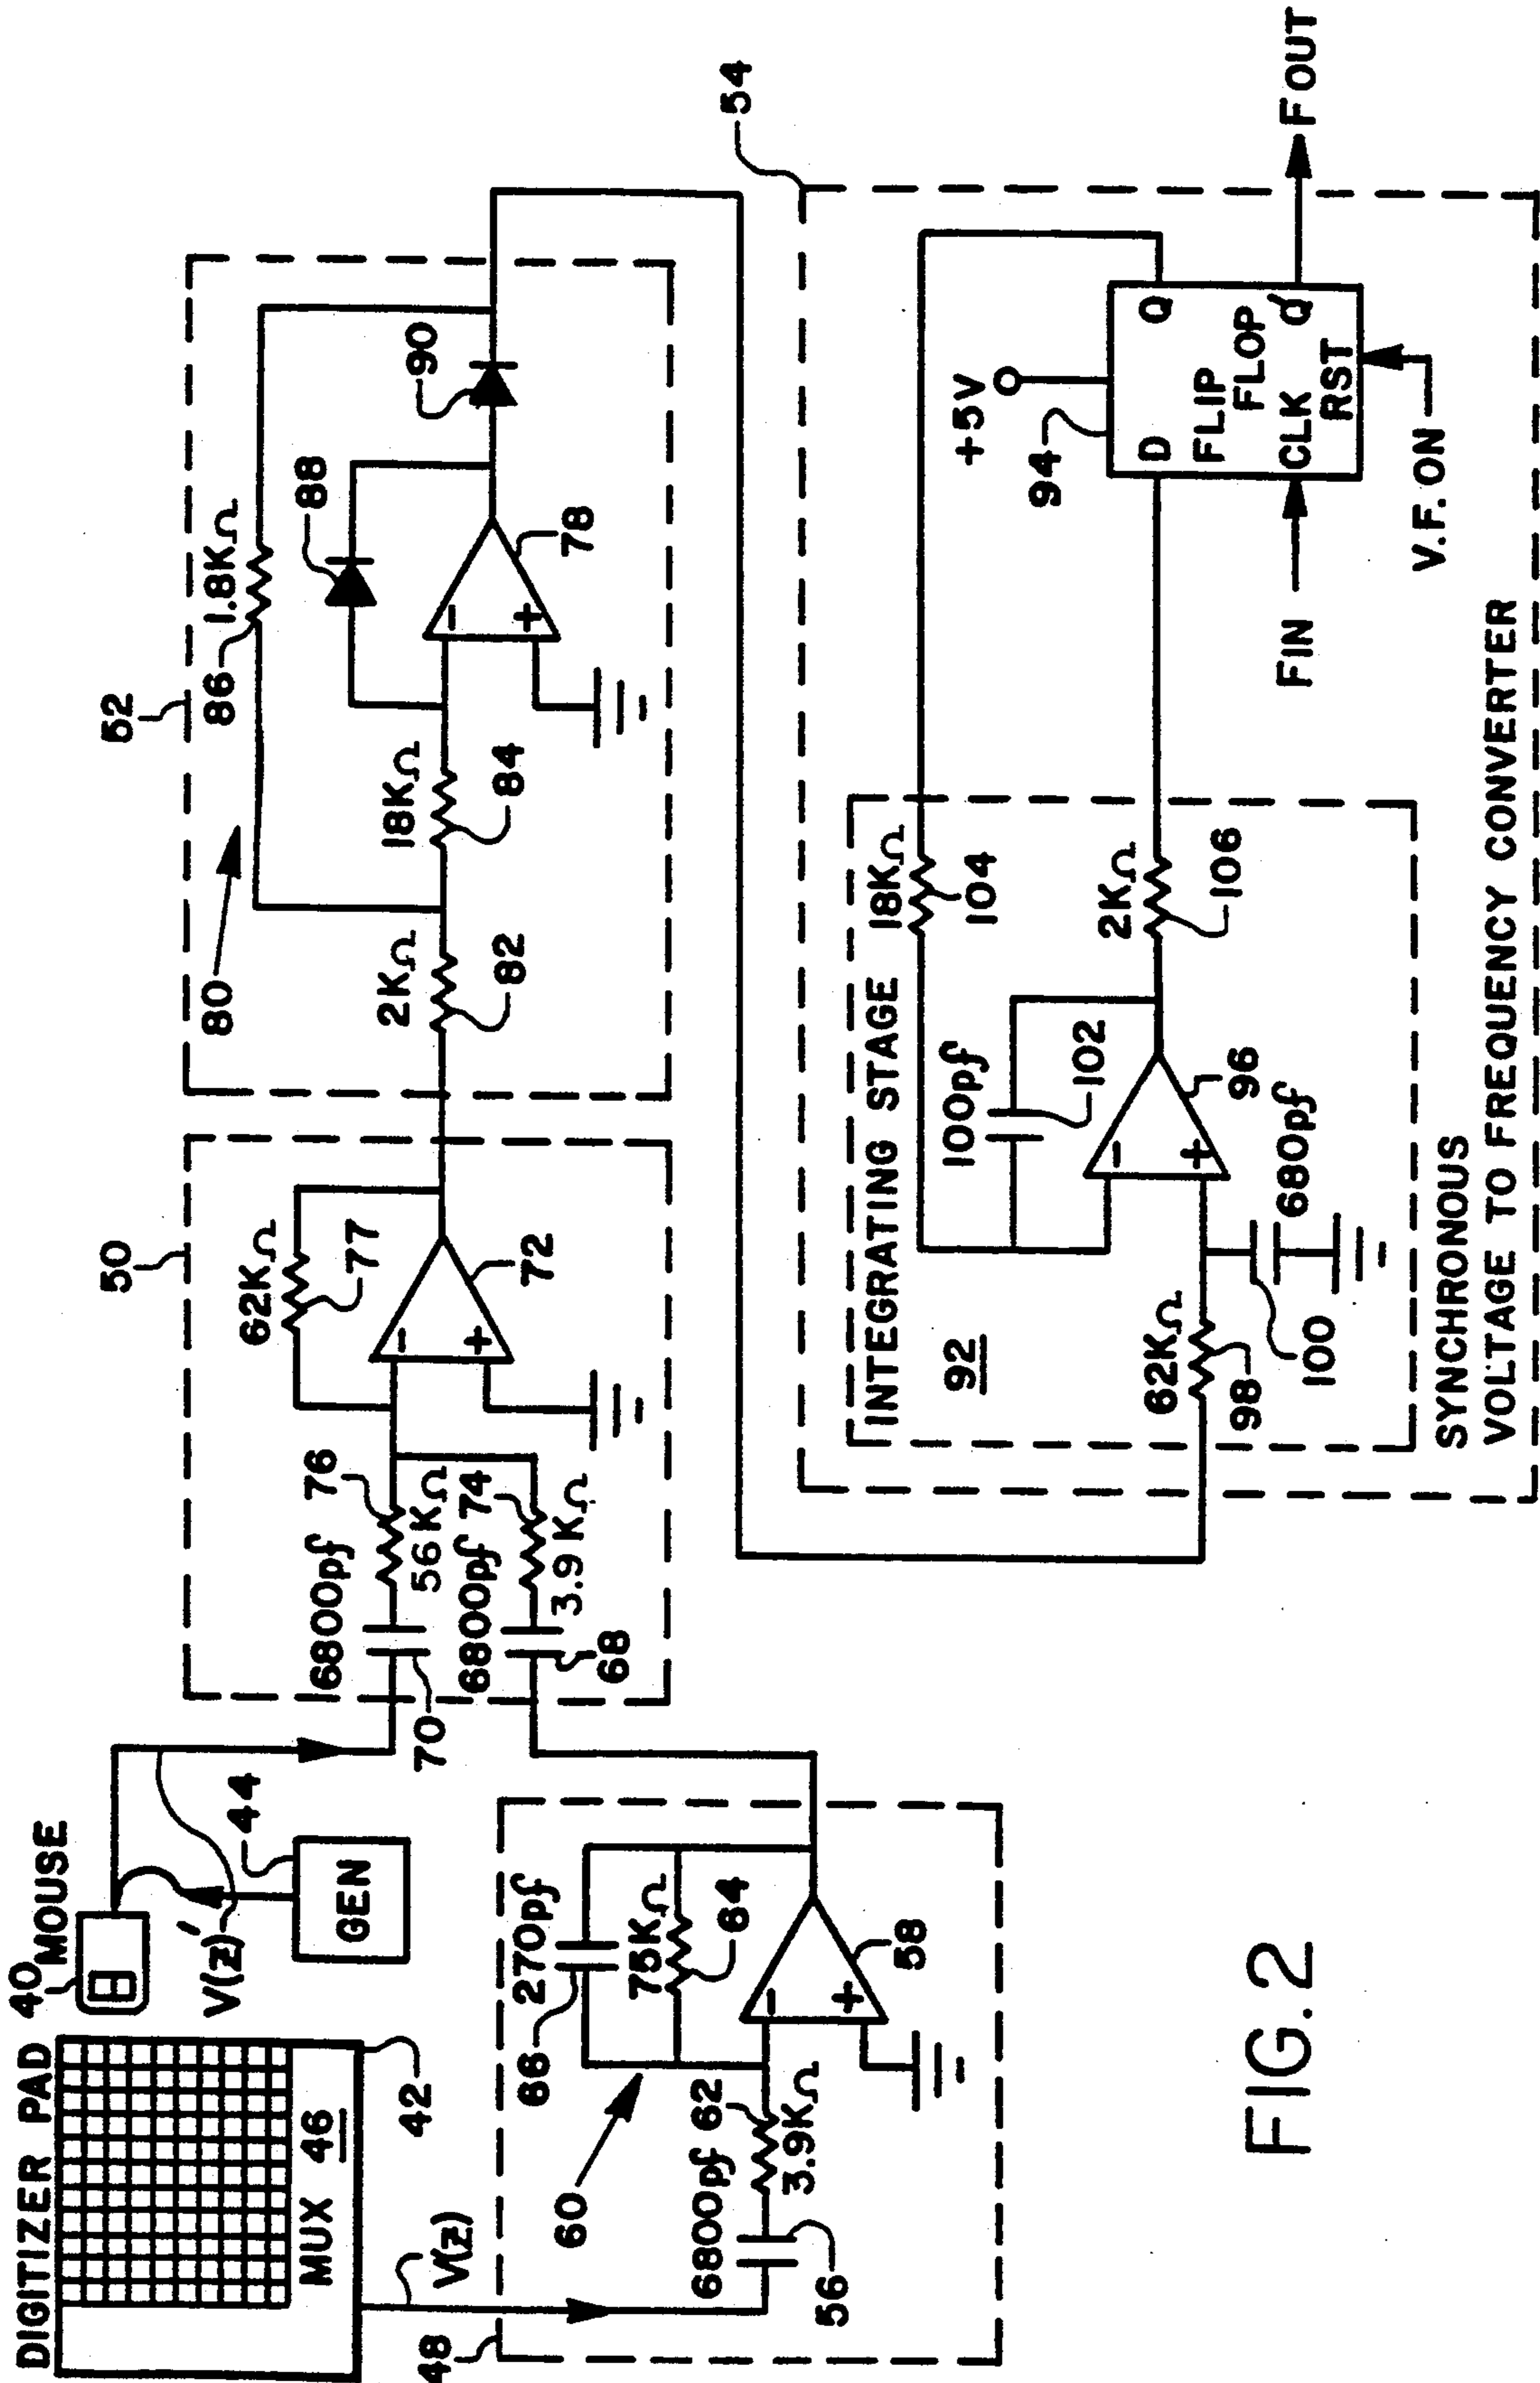 DIGITIZER PAD
40
MOUSE
MUX 46
42
V(z)
V(z)'
44
GEN
48
60
6800pf
56
62
3.9KΩ
66
270pf
75KΩ
64
-
+
58
50
6800pf
70
76
56KΩ
6800pf
68
74
3.9KΩ
62KΩ
77
-
+
72
52
80
2KΩ
82
18KΩ
84
86
1.8KΩ
88
-
+
78
90
54
INTEGRATING STAGE
92
62KΩ
98
100
680pf
100pf
102
-
+
96
18KΩ
104
2KΩ
106
+5V
94
D
Q
FLIP
FLOP
CLK
Q'
RST
FIN
FOUT
V.F.ON
SYNCHRONOUS
VOLTAGE TO FREQUENCY CONVERTER
FIG. 2